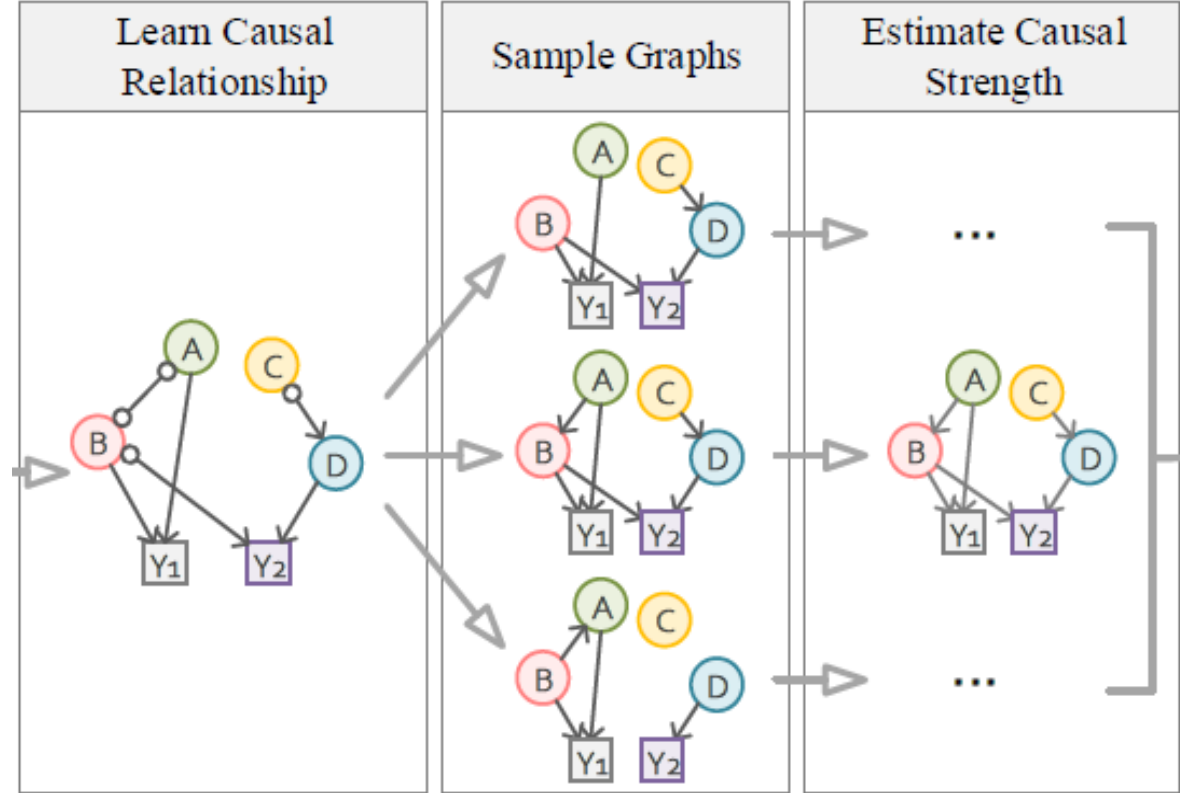 Learn Causal
Relationship
Sample Graphs
Estimate Causal
Strength
A
C
B
D
Y1
Y2
A
C
B
D
Y1
Y2
A
C
B
D
Y1
Y2
A
C
B
D
Y1
Y2
...
A
C
B
D
Y1
Y2
...